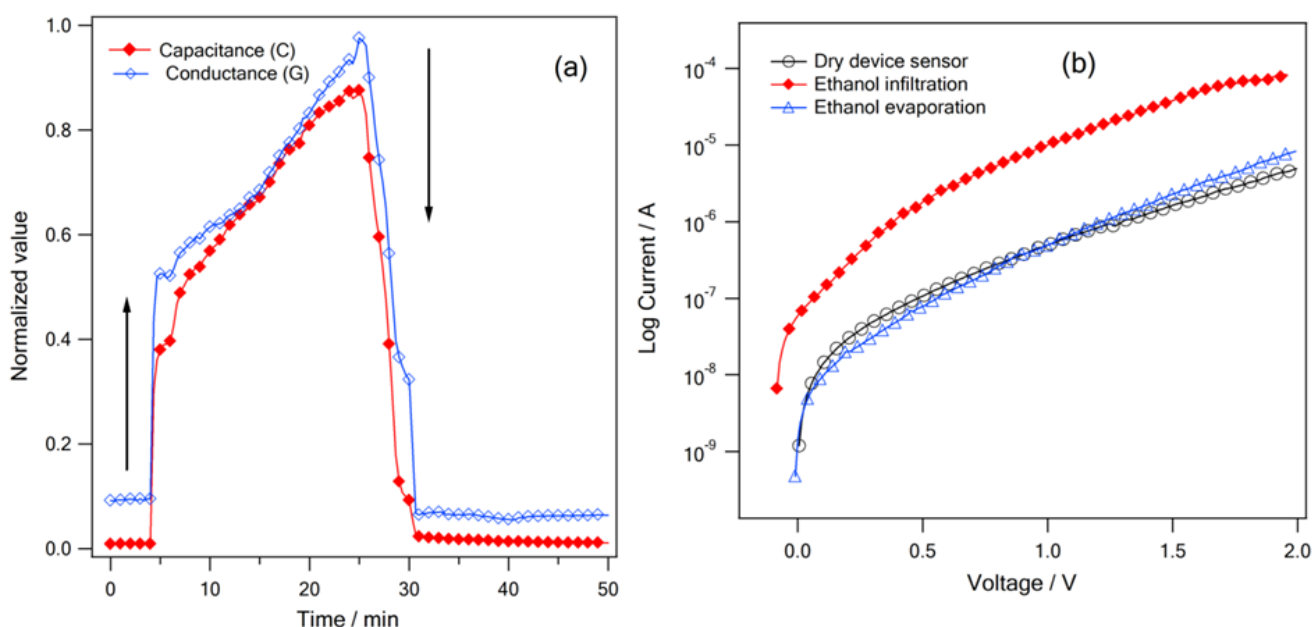 Capacitance (C)
Conductance (G)
(a)
Normalized value
1.0
0.8
0.6
0.4
0.2
0.0
0
10
20
30
40
50
Time / min
Dry device sensor
Ethanol infiltration
Ethanol evaporation
(b)
Log Current / A
10⁻⁴
10⁻⁵
10⁻⁶
10⁻⁷
10⁻⁸
10⁻⁹
0.0
0.5
1.0
1.5
2.0
Voltage / V